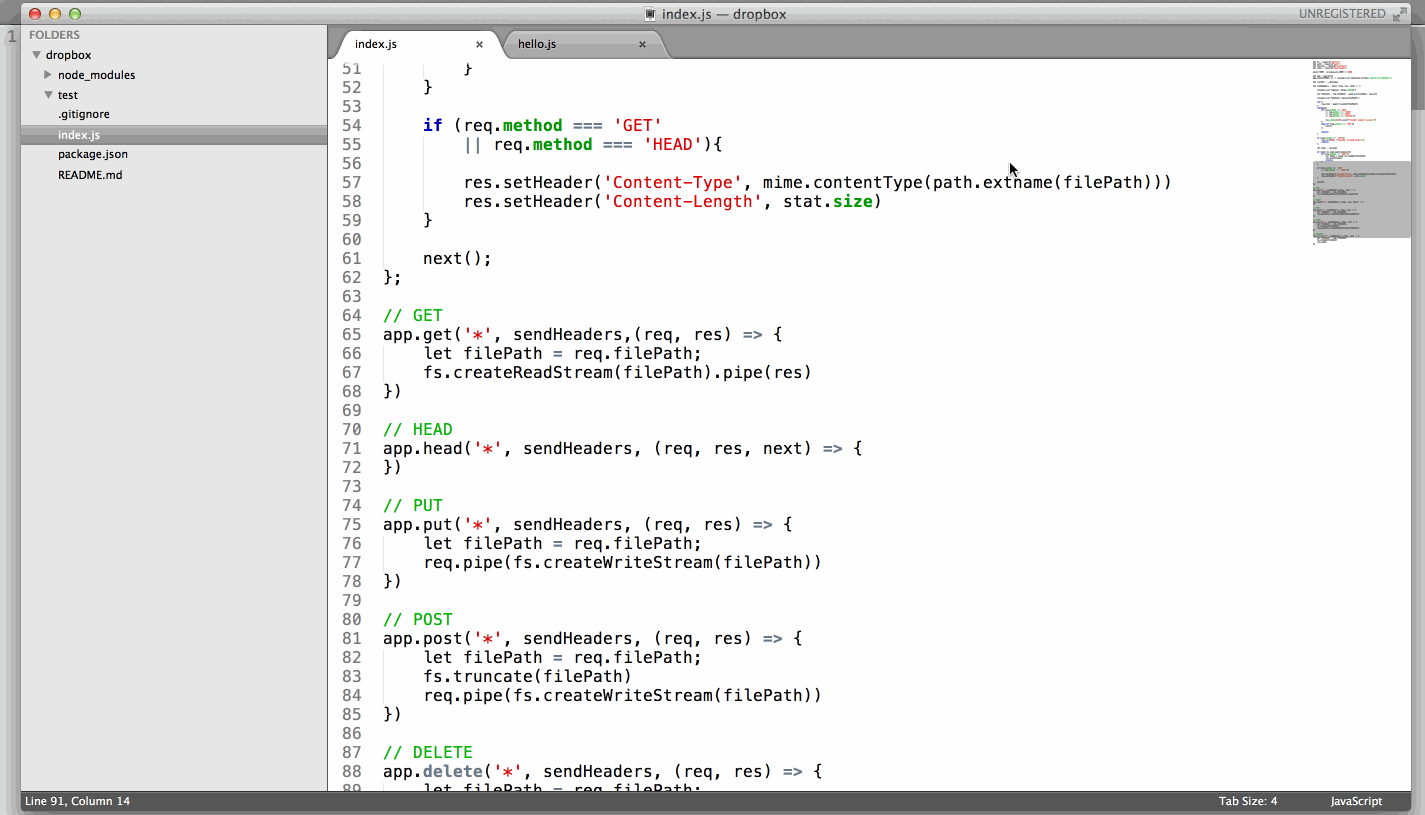 index.js — dropbox
UNREGISTERED
1
FOLDERS
dropbox
node_modules
test
.gitignore
index.js
package.json
README.md
index.js ×
hello.js ×
51         }
52     }
53
54     if (req.method === 'GET'
55         || req.method === 'HEAD'){
56
57         res.setHeader('Content-Type', mime.contentType(path.extname(filePath)))
58         res.setHeader('Content-Length', stat.size)
59     }
60
61     next();
62 };
63
64 // GET
65 app.get('*', sendHeaders,(req, res) => {
66     let filePath = req.filePath;
67     fs.createReadStream(filePath).pipe(res)
68 })
69
70 // HEAD
71 app.head('*', sendHeaders, (req, res, next) => {
72 })
73
74 // PUT
75 app.put('*', sendHeaders, (req, res) => {
76     let filePath = req.filePath;
77     req.pipe(fs.createWriteStream(filePath))
78 })
79
80 // POST
81 app.post('*', sendHeaders, (req, res) => {
82     let filePath = req.filePath;
83     fs.truncate(filePath)
84     req.pipe(fs.createWriteStream(filePath))
85 })
86
87 // DELETE
88 app.delete('*', sendHeaders, (req, res) => {
89     let filePath = req.filePath;
Line 91, Column 14
Tab Size: 4
JavaScript